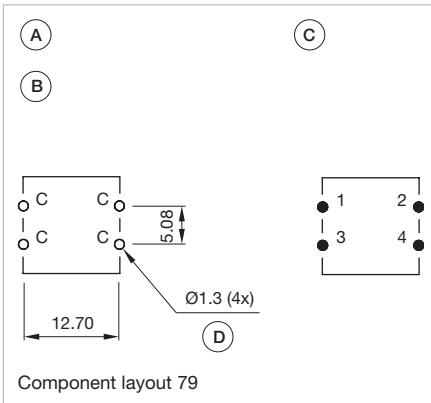 A
C
B
C C
1 2
C C
3 4
5.08
Ø1.3 (4x)
12.70
D
Component layout 79